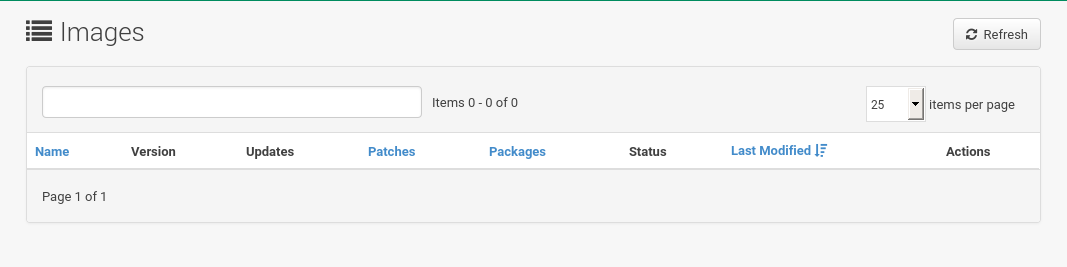 Images
Refresh
Items 0 - 0 of 0
25
items per page
Name Version Updates Patches Packages Status Last Modified Actions
Page 1 of 1